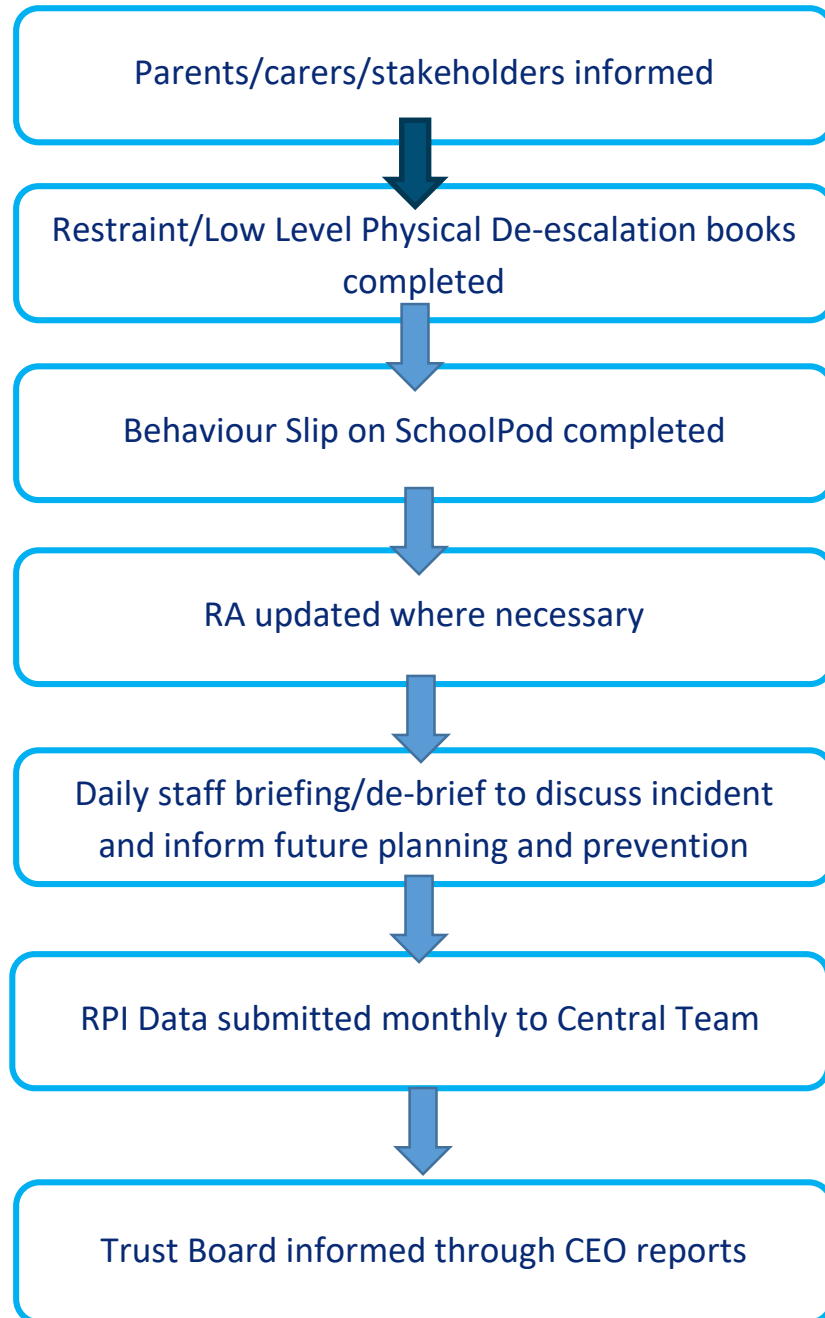 Parents/carers/stakeholders informed
Restraint/Low Level Physical De-escalation books
completed
Behaviour Slip on SchoolPod completed
RA updated where necessary
Daily staff briefing/de-brief to discuss incident
and inform future planning and prevention
RPI Data submitted monthly to Central Team
Trust Board informed through CEO reports